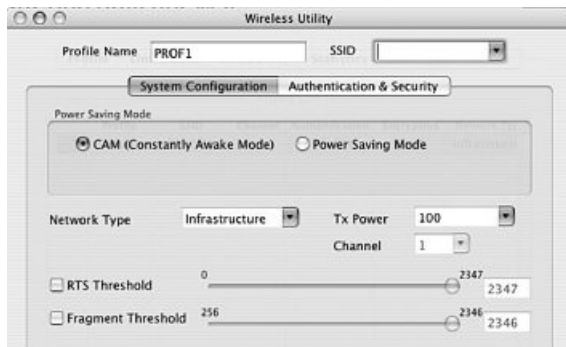 Wireless Utility
Profile Name PROF1 SSID
System Configuration Authentication & Security
Power Saving Mode
CAM (Constantly Awake Mode) Power Saving Mode
Network Type Infrastructure Tx Power 100
Channel 1
RTS Threshold 0 2347 2347
Fragment Threshold 256 2346 2346